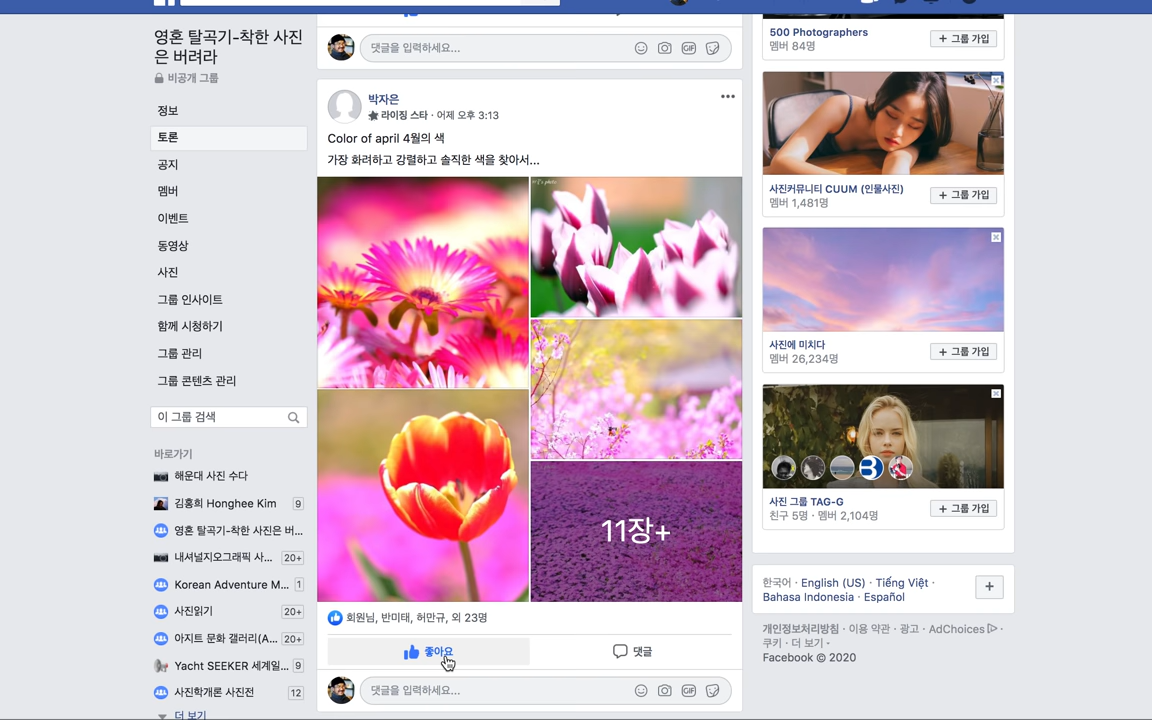 영혼 탈곡기-착한 사진
은 버려라
비공개 그룹
정보
토론
공지
멤버
이벤트
동영상
사진
그룹 인사이트
함께 시청하기
그룹 관리
그룹 콘텐츠 관리
이 그룹 검색
바로가기
해운대 사진 수다
김홍희 Honghee Kim 9
영혼 탈곡기-착한 사진은 버...
내셔널지오그래픽 사... 20+
Korean Adventure M... 1
사진읽기 20+
아지트 문화 갤러리(A... 20+
Yacht SEEKER 세계일... 9
사진학개론 사진전 12
더 보기
댓글을 입력하세요...
GIF
박자은
라이징 스타 · 어제 오후 3:13
Color of april 4월의 색
가장 화려하고 강렬하고 솔직한 색을 찾아서...
11장+
회원님, 반미태, 허만규, 외 23명
좋아요
댓글
댓글을 입력하세요...
GIF
500 Photographers
멤버 84명
+ 그룹 가입
사진커뮤니티 CUUM (인물사진)
멤버 1,481명
+ 그룹 가입
사진에 미치다
멤버 26,234명
+ 그룹 가입
사진 그룹 TAG-G
친구 5명 · 멤버 2,104명
+ 그룹 가입
한국어 · English (US) · Tiếng Việt ·
Bahasa Indonesia · Español
+
개인정보처리방침 · 이용 약관 · 광고 · AdChoices ·
쿠키 · 더 보기
Facebook © 2020